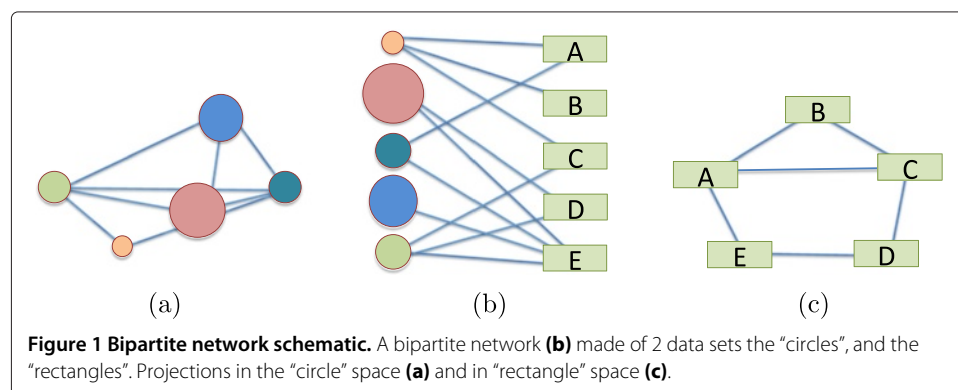 A
B
C
D
E
B
A
C
E
D
(a)
(b)
(c)
Figure 1 Bipartite network schematic. A bipartite network (b) made of 2 data sets the “circles”, and the
“rectangles”. Projections in the “circle” space (a) and in “rectangle” space (c).